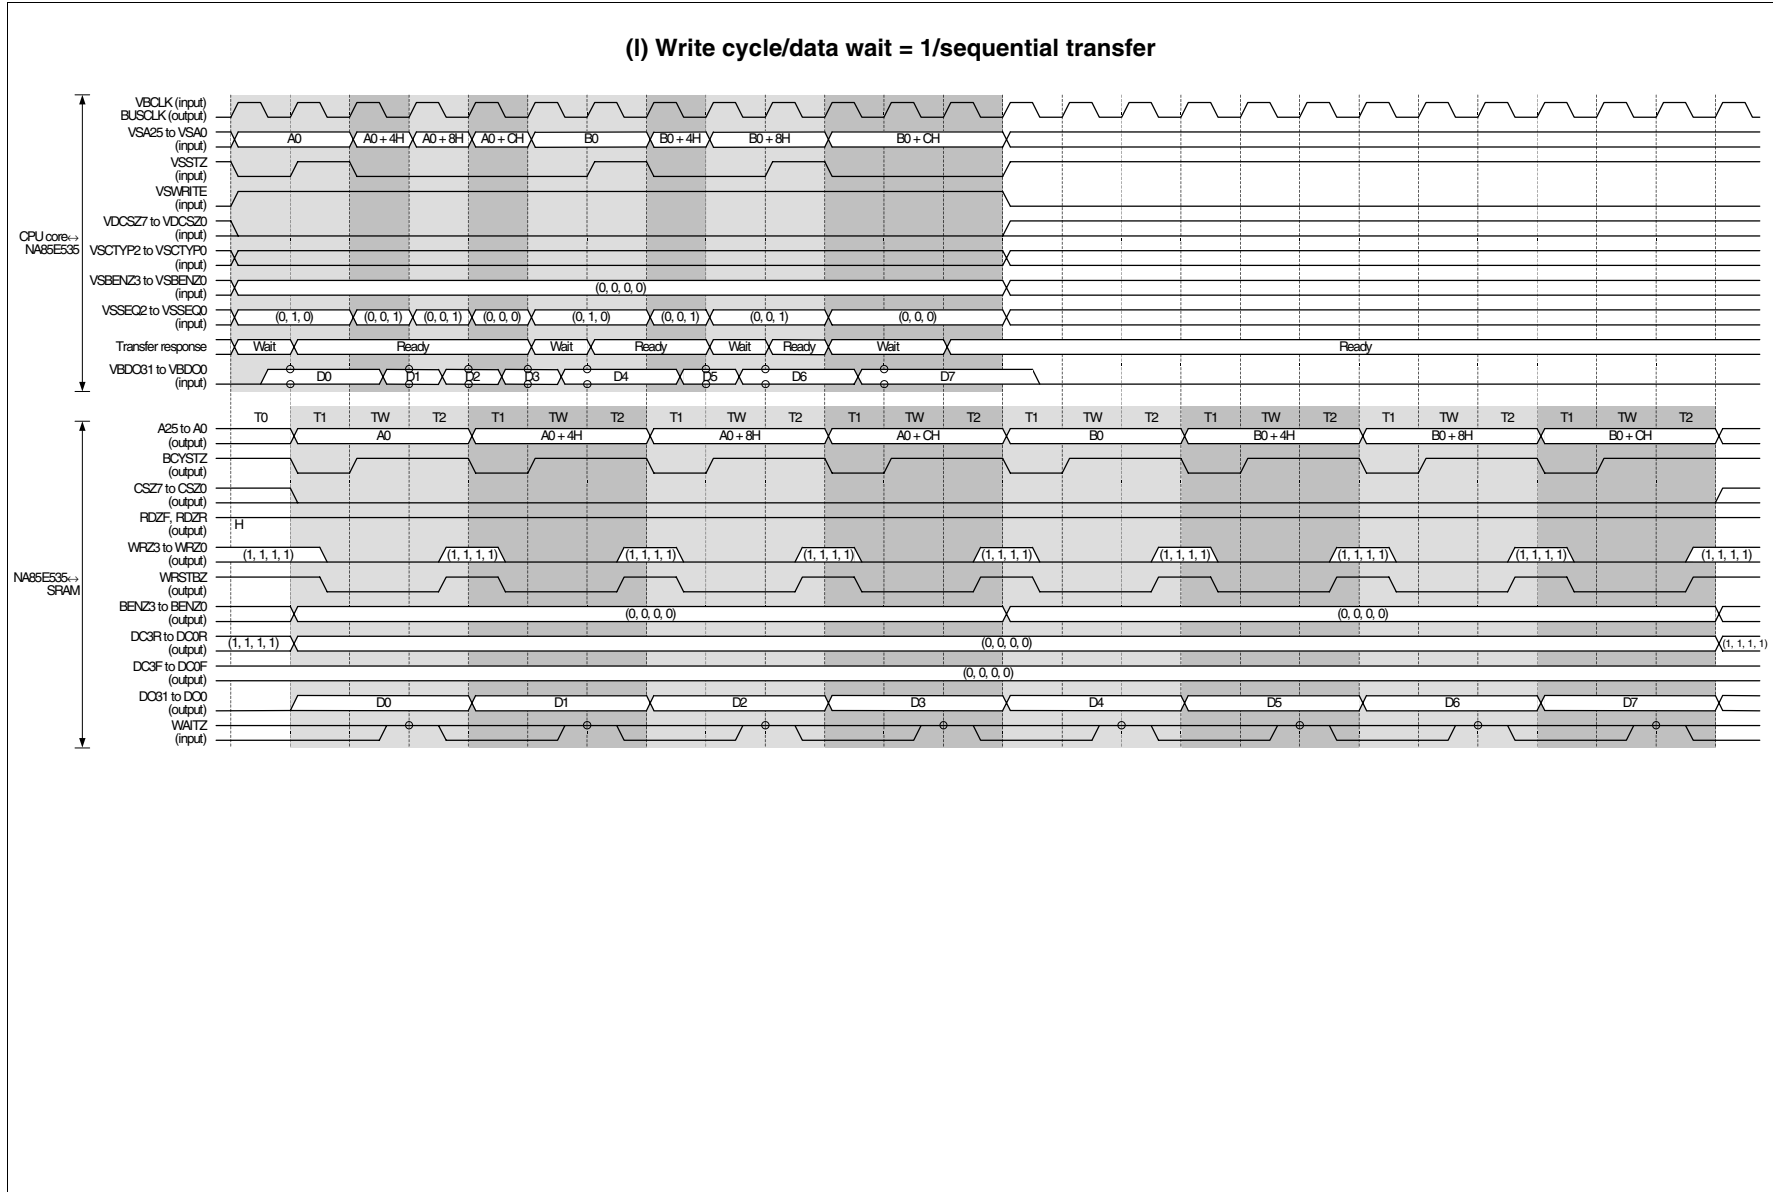 (l) Write cycle/data wait = 1/sequential transfer
VBCLK (input)
BUSCLK (output)
VSA25 to VSA0
(input)
A0 A0 + 4H A0 + 8H A0 + CH B0 B0 + 4H B0 + 8H B0 + CH
VSSTZ
(input)
VSWRITE
(input)
VDCSZ7 to VDCSZ0
(input)
CPU core↔
NA85E535
VSCTYP2 to VSCTYP0
(input)
VSBENZ3 to VSBENZ0
(input)
(0, 0, 0, 0)
VSSEQ2 to VSSEQ0
(input)
(0, 1, 0) (0, 0, 1) (0, 0, 1) (0, 0, 0) (0, 1, 0) (0, 0, 1) (0, 0, 1) (0, 0, 0)
Transfer response Wait Ready Wait Ready Wait Ready Wait Ready
VBDO31 to VBDO0
(input)
D0 D1 D2 D3 D4 D5 D6 D7
T0 T1 TW T2 T1 TW T2 T1 TW T2 T1 TW T2 T1 TW T2 T1 TW T2 T1 TW T2 T1 TW T2
A25 to A0
(output)
A0 A0 + 4H A0 + 8H A0 + CH B0 B0 + 4H B0 + 8H B0 + CH
BCYSTZ
(output)
CSZ7 to CSZ0
(output)
RDZF, RDZR
(output)
H
WRZ3 to WRZ0
(output)
(1, 1, 1, 1) (1, 1, 1, 1) (1, 1, 1, 1) (1, 1, 1, 1) (1, 1, 1, 1) (1, 1, 1, 1) (1, 1, 1, 1) (1, 1, 1, 1) (1, 1, 1, 1)
NA85E535↔
SRAM
WRSTBZ
(output)
BENZ3 to BENZ0
(output)
(0, 0, 0, 0) (0, 0, 0, 0)
DC3R to DC0R
(output)
(1, 1, 1, 1) (0, 0, 0, 0) (1, 1, 1, 1)
DC3F to DC0F
(output)
(0, 0, 0, 0)
DO31 to DO0
(output)
D0 D1 D2 D3 D4 D5 D6 D7
WAITZ
(input)